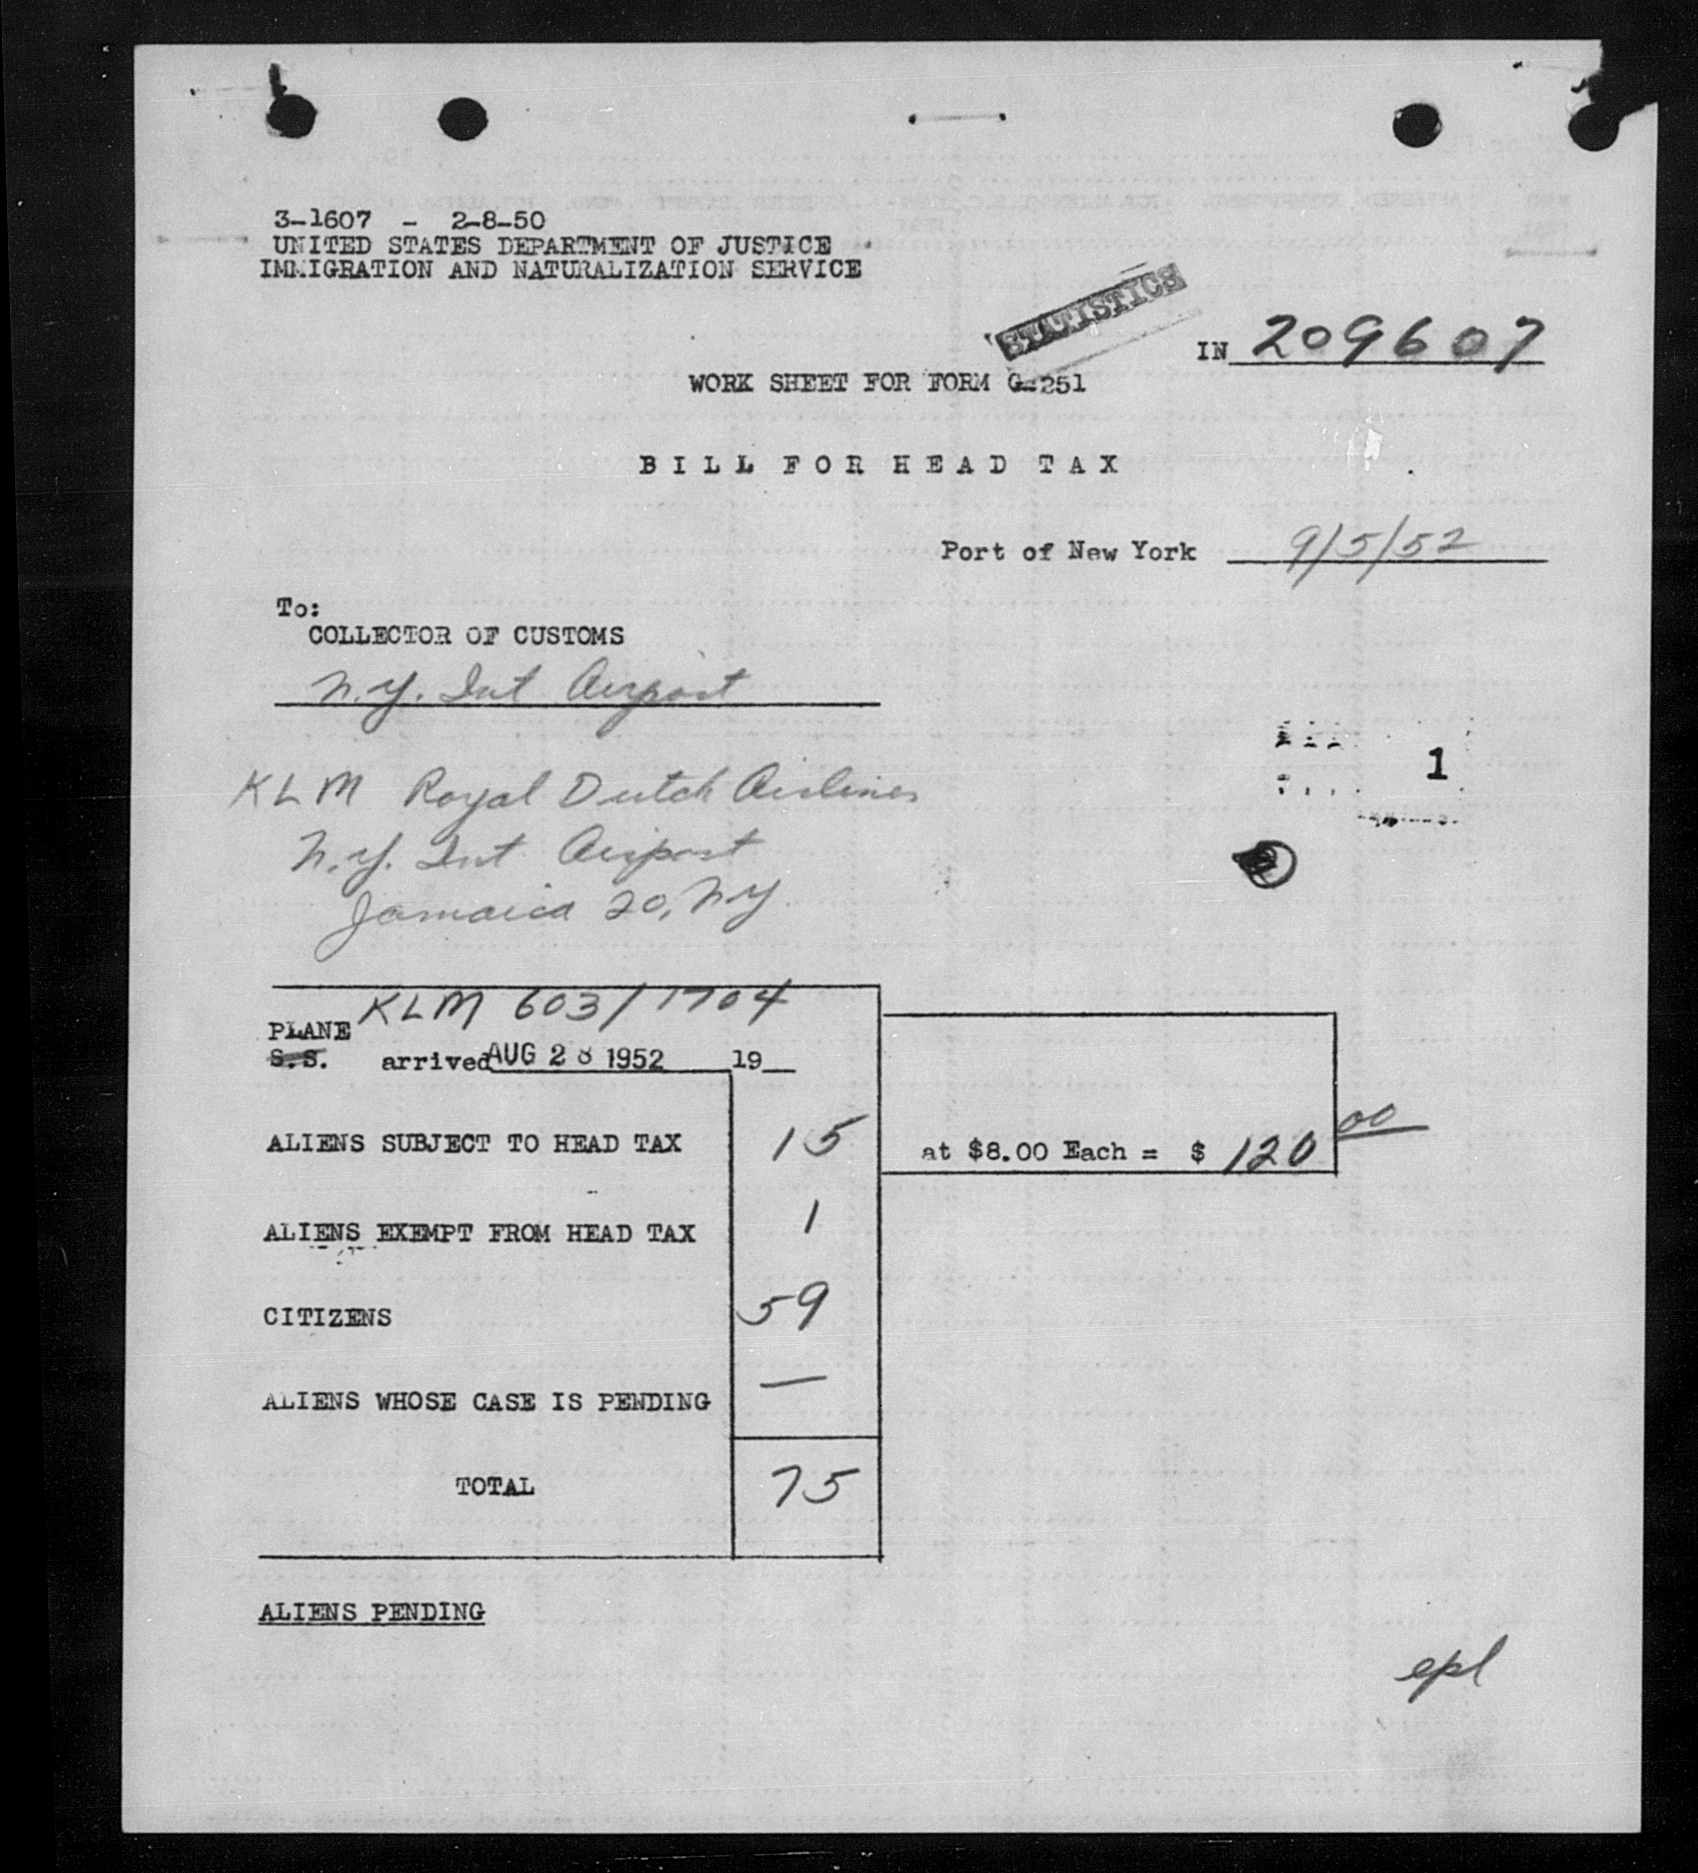 3-1607 - 2-8-50
UNITED STATES DEPARTMENT OF JUSTICE
IMMIGRATION AND NATURALIZATION SERVICE
STATISTICS
IN 209607
WORK SHEET FOR FORM G-251
BILL FOR HEAD TAX
Port of New York 9/5/52
To:
COLLECTOR OF CUSTOMS
N.Y. Int Airport
1
KLM Royal Dutch Airlines
N.Y. Int Airport
Jamaica 20, NY.
KLM 603/1704
PLANE
S.S. arrived AUG 28 1952 19
ALIENS SUBJECT TO HEAD TAX 15 at $8.00 Each = $ 120 00
ALIENS EXEMPT FROM HEAD TAX 1
CITIZENS 59
ALIENS WHOSE CASE IS PENDING —
TOTAL 75
ALIENS PENDING
epl